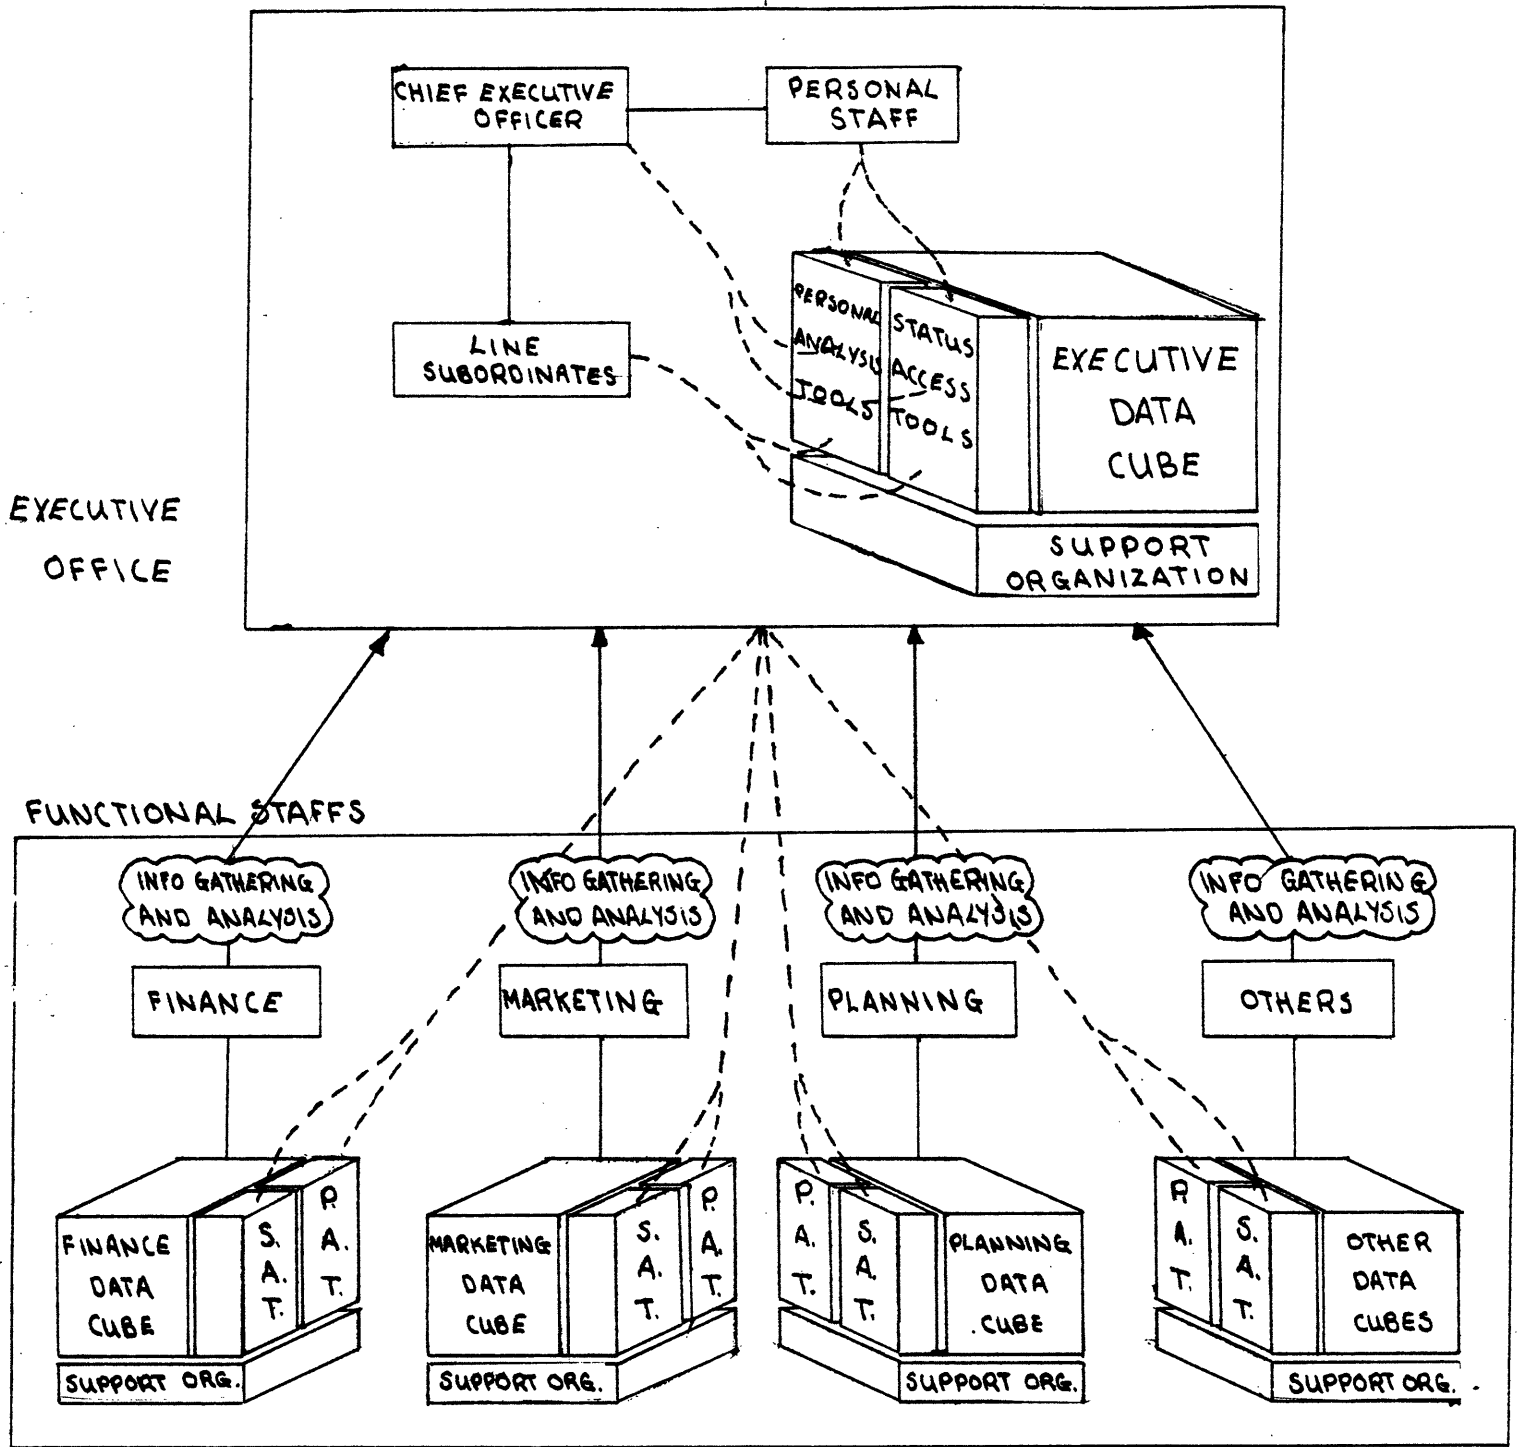 CHIEF EXECUTIVE
OFFICER
PERSONAL
STAFF
LINE
SUBORDINATES
PERSONAL
ANALYSIS
TOOLS
STATUS
ACCESS
TOOLS
EXECUTIVE
DATA
CUBE
SUPPORT
ORGANIZATION
EXECUTIVE
OFFICE
FUNCTIONAL STAFFS
INFO GATHERING
AND ANALYSIS
INFO GATHERING
AND ANALYSIS
INFO GATHERING
AND ANALYSIS
INFO GATHERING
AND ANALYSIS
FINANCE
MARKETING
PLANNING
OTHERS
FINANCE
DATA
CUBE
S.
A.
T.
P.
A.
T.
SUPPORT ORG.
MARKETING
DATA
CUBE
S.
A.
T.
P.
A.
T.
SUPPORT ORG.
P.
A.
T.
S.
A.
T.
PLANNING
DATA
CUBE
SUPPORT ORG.
P.
A.
T.
S.
A.
T.
OTHER
DATA
CUBES
SUPPORT ORG.